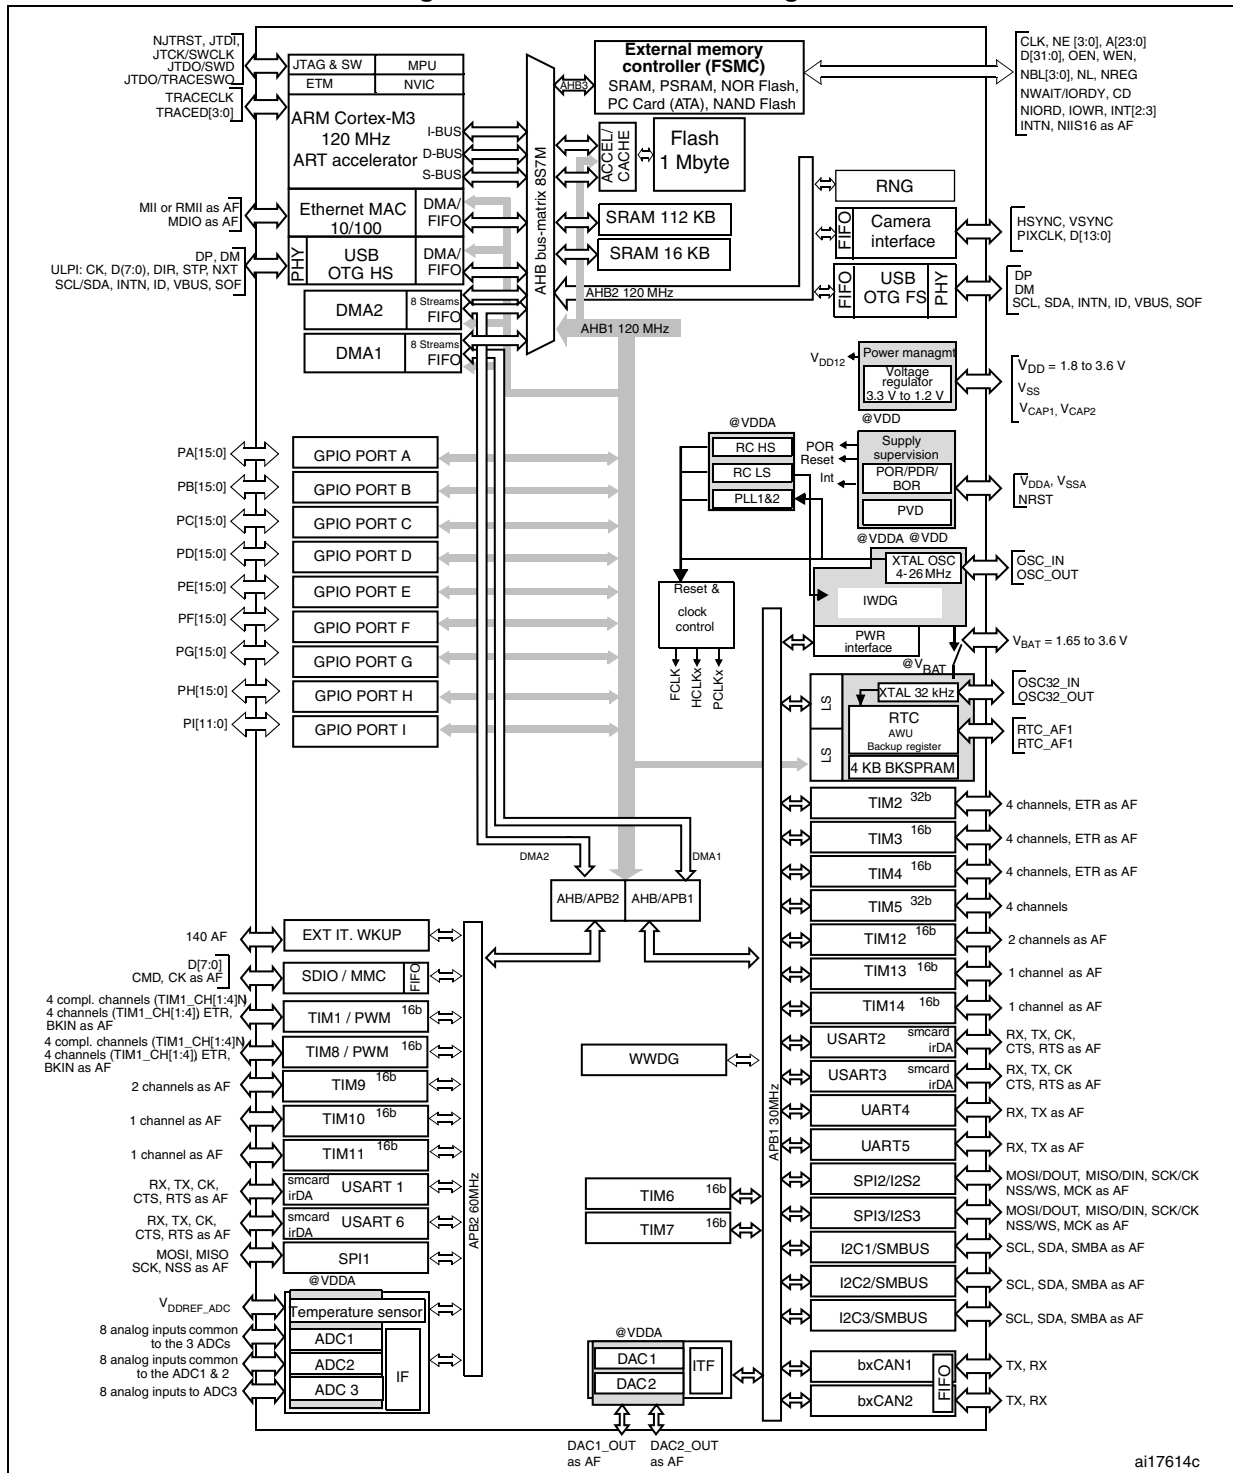 NJTRST, JTDI,
JTCK/SWCLK
JTDO/SWD
JTDO/TRACESWO
TRACECLK
TRACED[3:0]
JTAG & SW
MPU
ETM
NVIC
ARM Cortex-M3
120 MHz
ART accelerator
I-BUS
D-BUS
S-BUS
MII or RMII as AF
MDIO as AF
Ethernet MAC
10/100
DMA/
FIFO
DP, DM
ULPI: CK, D(7:0), DIR, STP, NXT
SCL/SDA, INTN, ID, VBUS, SOF
PHY
USB
OTG HS
DMA/
FIFO
DMA2
8 Streams
FIFO
DMA1
8 Streams
FIFO
AHB bus-matrix 8S7M
AHB3
External memory
controller (FSMC)
SRAM, PSRAM, NOR Flash,
PC Card (ATA), NAND Flash
CLK, NE [3:0], A[23:0]
D[31:0], OEN, WEN,
NBL[3:0], NL, NREG
NWAIT/IORDY, CD
NIORD, IOWR, INT[2:3]
INTN, NIIS16 as AF
ACCEL/
CACHE
Flash
1 Mbyte
SRAM 112 KB
SRAM 16 KB
AHB2 120 MHz
AHB1 120 MHz
RNG
FIFO
Camera
interface
HSYNC, VSYNC
PIXCLK, D[13:0]
FIFO
USB
OTG FS
PHY
DP
DM
SCL, SDA, INTN, ID, VBUS, SOF
VDD12
Power managmt
Voltage
regulator
3.3 V to 1.2 V
VDD = 1.8 to 3.6 V
VSS
VCAP1, VCAP2
@VDD
@VDDA
RC HS
RC LS
PLL1&2
POR
Reset
Int
Supply
supervision
POR/PDR/
BOR
PVD
VDDA, VSSA
NRST
@VDDA
@VDD
XTAL OSC
4- 26 MHz
OSC_IN
OSC_OUT
IWDG
Reset &
clock
control
FCLK
HCLKx
PCLKx
PWR
interface
VBAT = 1.65 to 3.6 V
@VBAT
LS
LS
XTAL 32 kHz
OSC32_IN
OSC32_OUT
RTC
AWU
Backup register
RTC_AF1
RTC_AF1
4 KB BKSPRAM
PA[15:0]
GPIO PORT A
PB[15:0]
GPIO PORT B
PC[15:0]
GPIO PORT C
PD[15:0]
GPIO PORT D
PE[15:0]
GPIO PORT E
PF[15:0]
GPIO PORT F
PG[15:0]
GPIO PORT G
PH[15:0]
GPIO PORT H
PI[11:0]
GPIO PORT I
DMA2
DMA1
AHB/APB2
AHB/APB1
TIM2 32b
4 channels, ETR as AF
TIM3 16b
4 channels, ETR as AF
TIM4 16b
4 channels, ETR as AF
TIM5 32b
4 channels
TIM12 16b
2 channels as AF
TIM13 16b
1 channel as AF
TIM14 16b
1 channel as AF
USART2
smcard
irDA
RX, TX, CK,
CTS, RTS as AF
USART3
smcard
irDA
RX, TX, CK
CTS, RTS as AF
UART4
RX, TX as AF
UART5
RX, TX as AF
SPI2/I2S2
MOSI/DOUT, MISO/DIN, SCK/CK
NSS/WS, MCK as AF
SPI3/I2S3
MOSI/DOUT, MISO/DIN, SCK/CK
NSS/WS, MCK as AF
I2C1/SMBUS
SCL, SDA, SMBA as AF
I2C2/SMBUS
SCL, SDA, SMBA as AF
I2C3/SMBUS
SCL, SDA, SMBA as AF
bxCAN1
TX, RX
bxCAN2
TX, RX
FIFO
APB1 30MHz
WWDG
TIM6 16b
TIM7 16b
@VDDA
DAC1
DAC2
ITF
DAC1_OUT
as AF
DAC2_OUT
as AF
140 AF
EXT IT. WKUP
D[7:0]
CMD, CK as AF
SDIO / MMC
FIFO
4 compl. channels (TIM1_CH[1:4]N
4 channels (TIM1_CH[1:4]) ETR,
BKIN as AF
TIM1 / PWM 16b
4 compl. channels (TIM1_CH[1:4]N
4 channels (TIM1_CH[1:4]) ETR,
BKIN as AF
TIM8 / PWM 16b
2 channels as AF
TIM9 16b
1 channel as AF
TIM10 16b
1 channel as AF
TIM11 16b
RX, TX, CK,
CTS, RTS as AF
smcard
irDA
USART 1
RX, TX, CK,
CTS, RTS as AF
smcard
irDA
USART 6
MOSI, MISO
SCK, NSS as AF
SPI1
APB2 60MHz
@VDDA
VDDREF_ADC
Temperature sensor
8 analog inputs common
to the 3 ADCs
ADC1
8 analog inputs common
to the ADC1 & 2
ADC2
8 analog inputs to ADC3
ADC 3
IF
ai17614c